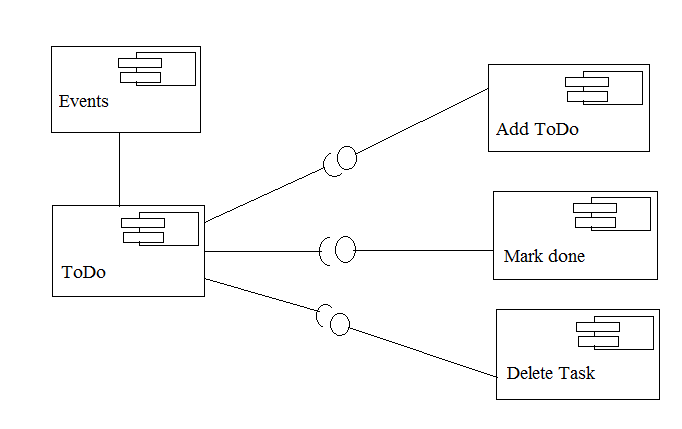 Events
Add ToDo
ToDo
Mark done
Delete Task